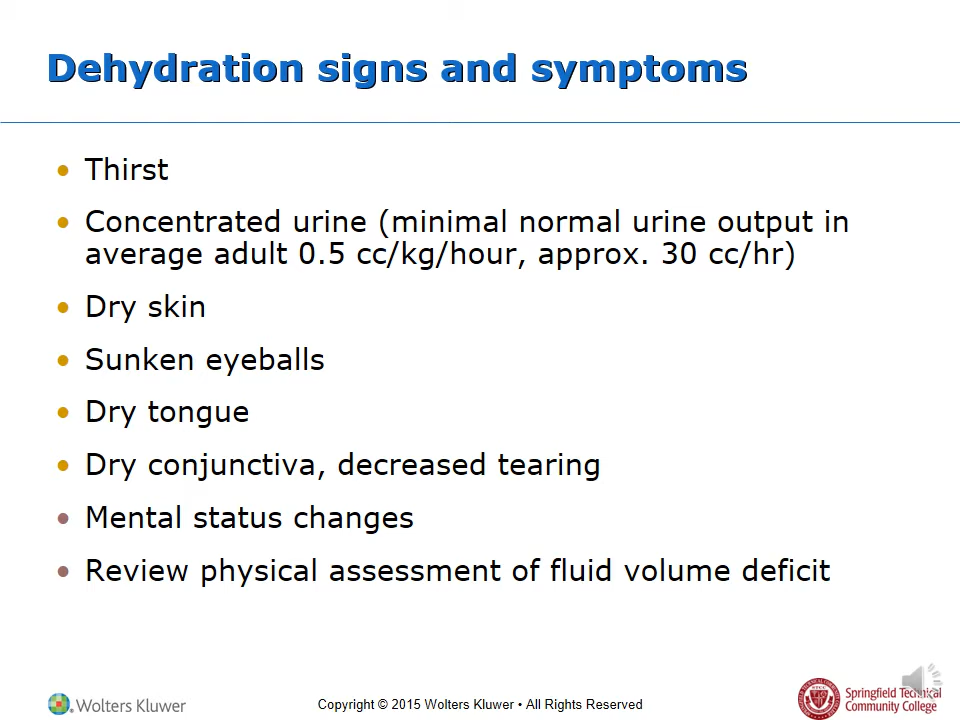 Dehydration signs and symptoms
• Thirst
• Concentrated urine (minimal normal urine output in
average adult 0.5 cc/kg/hour, approx. 30 cc/hr)
• Dry skin
• Sunken eyeballs
• Dry tongue
• Dry conjunctiva, decreased tearing
• Mental status changes
• Review physical assessment of fluid volume deficit
Wolters Kluwer
Copyright © 2015 Wolters Kluwer • All Rights Reserved
Springfield Technical
Community College